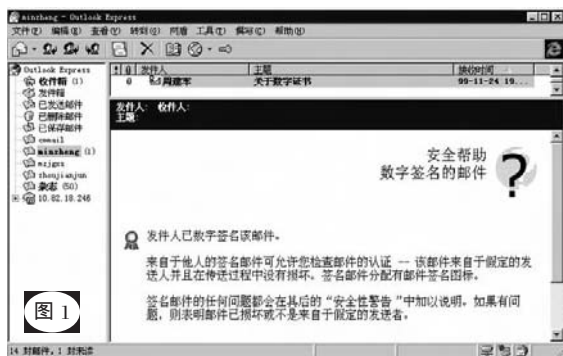 minzheng - Outlook Express
文件(F) 编辑(E) 查看(V) 转到(G) 问盾 工具(T) 撰写(C) 帮助(H)
Outlook Express
收件箱 (1)
发件箱
已发送邮件
已删除邮件
已保存邮件
cwmail
minzheng (1)
mzjgzx
zhoujianjun
杂志 (50)
10.82.18.246
! 发件人 主题 接收时间
周建军 关于数字证书 99-11-24 19...
发件人: 收件人:
主题:
安全帮助
数字签名的邮件
?
发件人已数字签名该邮件。
来自于他人的签名邮件可允许您检查邮件的认证 -- 该邮件来自于假定的发
送人并且在传送过程中没有损坏。签名邮件分配有邮件签名图标。
签名邮件的任何问题都会在其后的“安全性警告”中加以说明。如果有问
题，则表明邮件已损坏或不是来自于假定的发送者。
图 1
14 封邮件，1 封未读